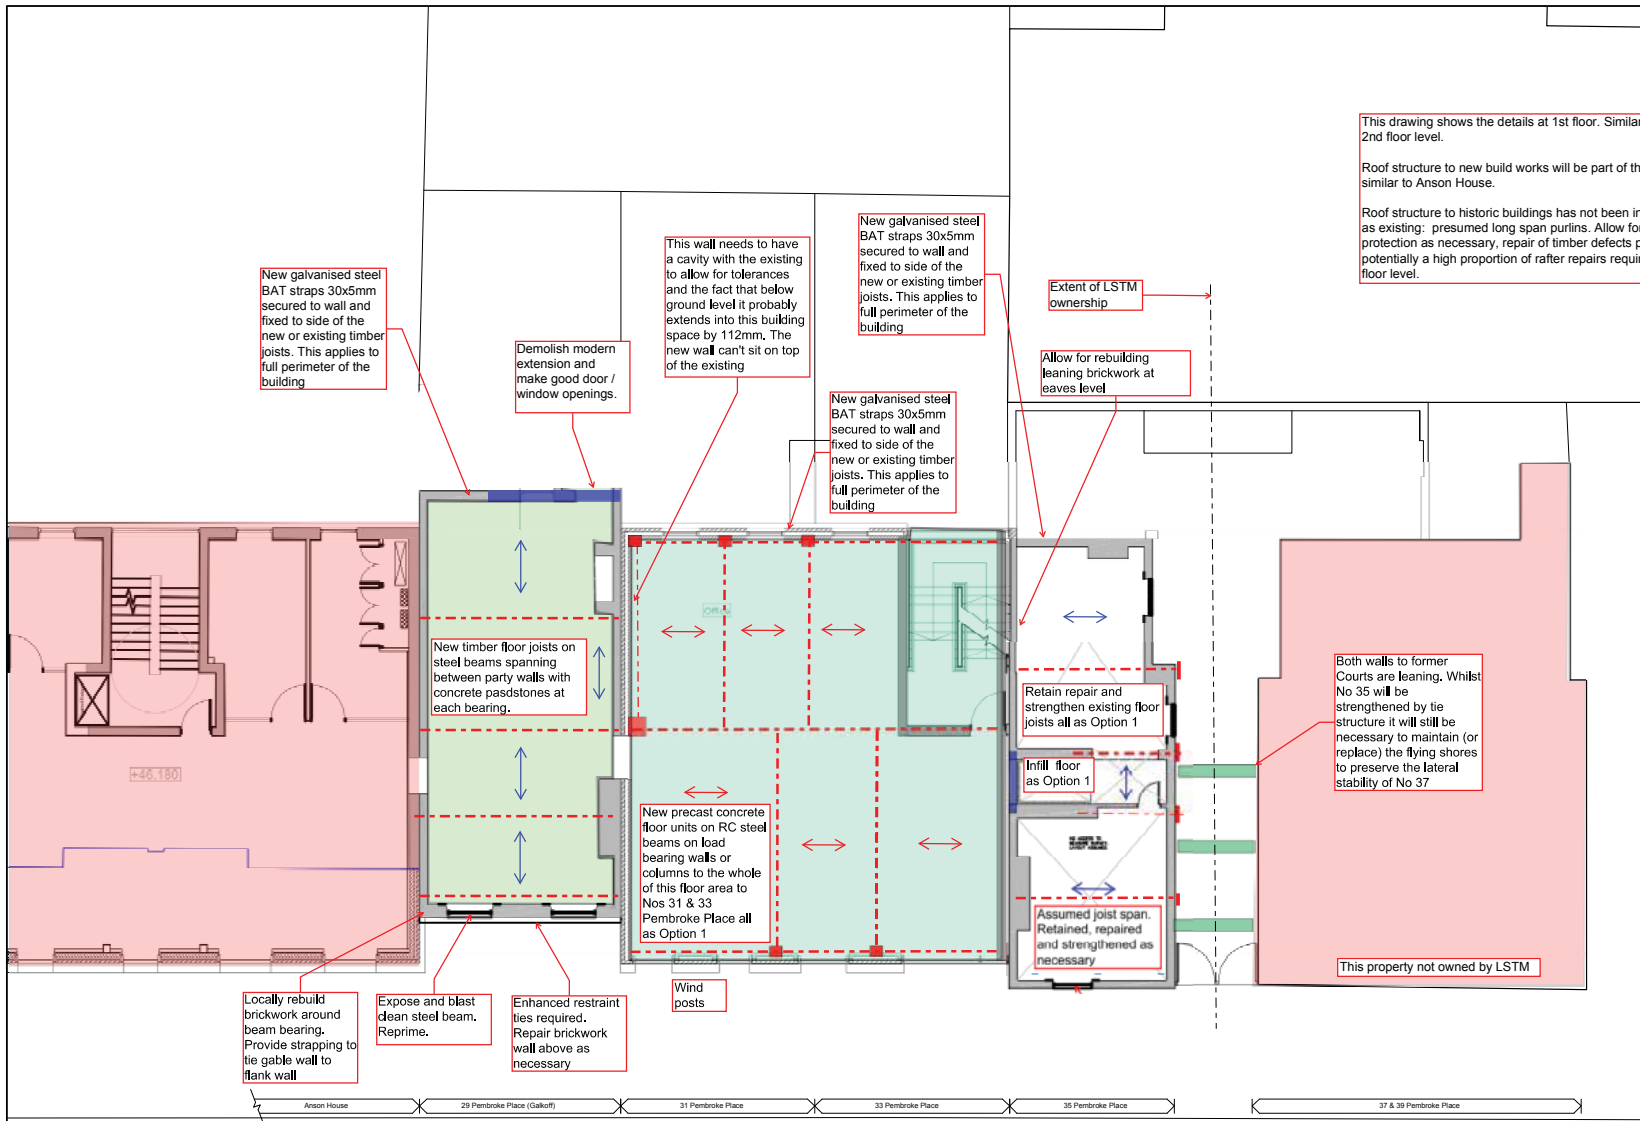 This drawing shows the details at 1st floor. Similar
2nd floor level.
Roof structure to new build works will be part of th
similar to Anson House.
Roof structure to historic buildings has not been in
as existing: presumed long span purlins. Allow for
protection as necessary, repair of timber defects p
potentially a high proportion of rafter repairs requir
floor level.
New galvanised steel
BAT straps 30x5mm
secured to wall and
fixed to side of the
new or existing timber
joists. This applies to
full perimeter of the
building
This wall needs to have
a cavity with the existing
to allow for tolerances
and the fact that below
ground level it probably
extends into this building
space by 112mm. The
new wall can't sit on top
of the existing
New galvanised steel
BAT straps 30x5mm
secured to wall and
fixed to side of the
new or existing timber
joists. This applies to
full perimeter of the
building
Extent of LSTM
ownership
Demolish modern
extension and
make good door /
window openings.
Allow for rebuilding
leaning brickwork at
eaves level
New galvanised steel
BAT straps 30x5mm
secured to wall and
fixed to side of the
new or existing timber
joists. This applies to
full perimeter of the
building
Office
New timber floor joists on
steel beams spanning
between party walls with
concrete pasdstones at
each bearing.
Retain repair and
strengthen existing floor
joists all as Option 1
Both walls to former
Courts are leaning. Whilst
No 35 will be
strengthened by tie
structure it will still be
necessary to maintain (or
replace) the flying shores
to preserve the lateral
stability of No 37
+46.180
Infill floor
as Option 1
New precast concrete
floor units on RC steel
beams on load
bearing walls or
columns to the whole
of this floor area to
Nos 31 & 33
Pembroke Place all
as Option 1
NO ACCESS TO
MEASURE SURVEY.
LAYOUT ASSUMED
Assumed joist span.
Retained, repaired
and strengthened as
necessary
This property not owned by LSTM
Locally rebuild
brickwork around
beam bearing.
Provide strapping to
tie gable wall to
flank wall
Expose and blast
clean steel beam.
Reprime.
Enhanced restraint
ties required.
Repair brickwork
wall above as
necessary
Wind
posts
Anson House
29 Pembroke Place (Galkoff)
31 Pembroke Place
33 Pembroke Place
35 Pembroke Place
37 & 39 Pembroke Place